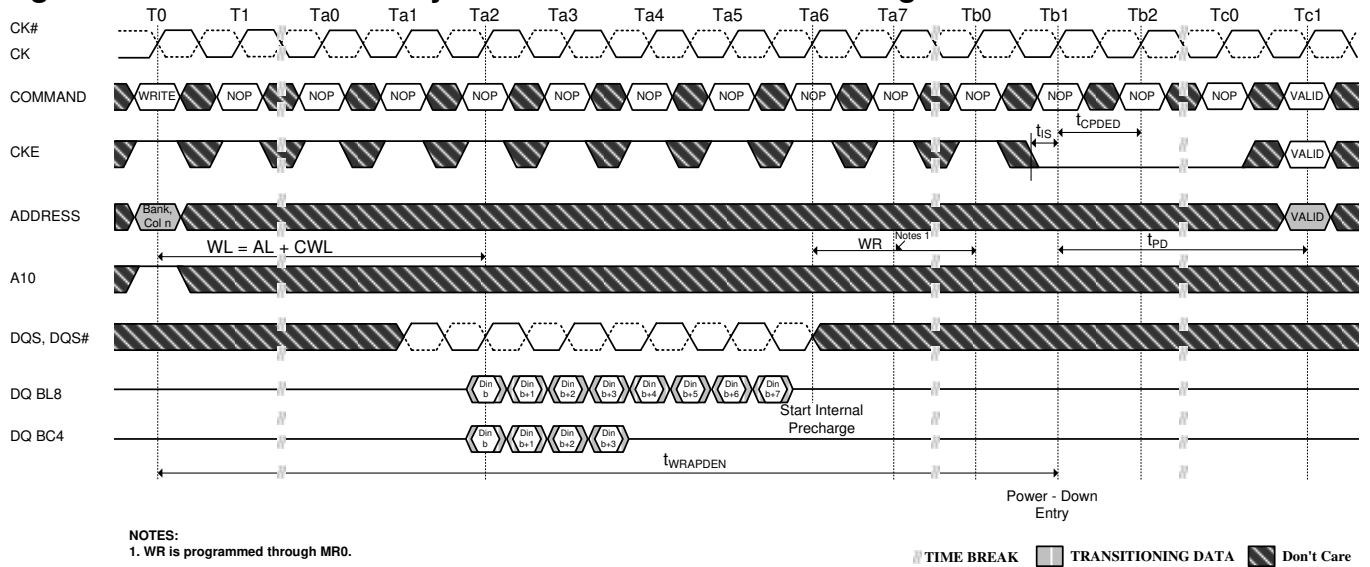 T0 T1 Ta0 Ta1 Ta2 Ta3 Ta4 Ta5 Ta6 Ta7 Tb0 Tb1 Tb2 Tc0 Tc1
CK#
CK
COMMAND WRITE NOP NOP NOP NOP NOP NOP NOP NOP NOP NOP NOP NOP NOP VALID
tIS tCPDED
CKE VALID
ADDRESS Bank, Col n VALID
WL = AL + CWL WR Notes 1 tPD
A10
DQS, DQS#
DQ BL8 Din b Din b+1 Din b+2 Din b+3 Din b+4 Din b+5 Din b+6 Din b+7
Start Internal
Precharge
DQ BC4 Din b Din b+1 Din b+2 Din b+3
tWRAPDEN
Power - Down
Entry
NOTES:
1. WR is programmed through MR0.
TIME BREAK TRANSITIONING DATA Don't Care